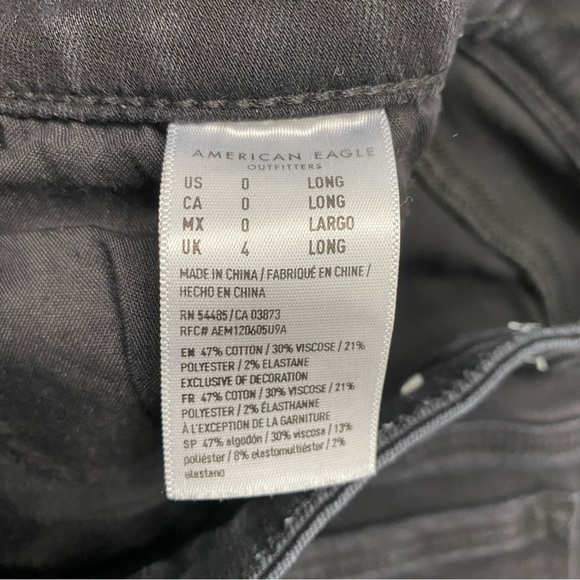 AMERICAN EAGLE
OUTFITTERS
US 0 LONG
CA 0 LONG
MX 0 LARGO
UK 4 LONG
MADE IN CHINA / FABRIQUÉ EN CHINE /
HECHO EN CHINA
RN 54485/CA 03873
RFC# AEM120605U9A
EN 47% COTTON / 30% VISCOSE / 21%
POLYESTER / 2% ELASTANE
EXCLUSIVE OF DECORATION
FR 47% COTON / 30% VISCOSE / 21%
POLYESTER / 2% ÉLASTHANNE
À L'EXCEPTION DE LA GARNITURE
SP 47% algodón / 30% viscosa / 13%
poliéster / 8% elastomultiéster / 2%
elastano